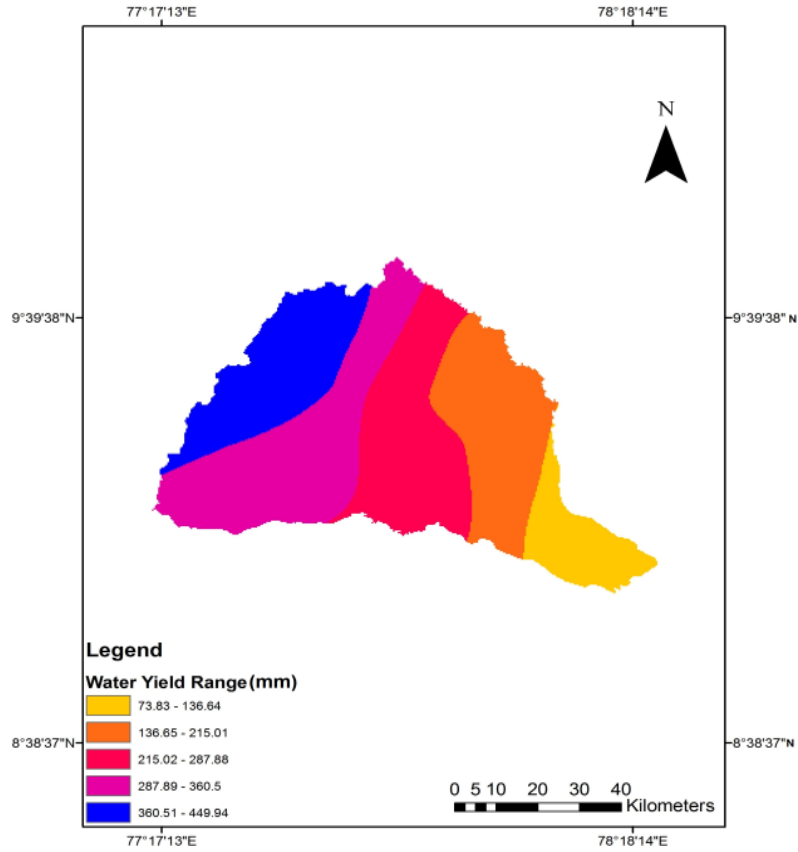 77°17'13"E 78°18'14"E
N
9°39'38"N 9°39'38" N
Legend
Water Yield Range(mm)
73.83 - 136.64
136.65 - 215.01
215.02 - 287.88
287.89 - 360.5
360.51 - 449.94
8°38'37"N 8°38'37"N
0 5 10 20 30 40
Kilometers
77°17'13"E 78°18'14"E